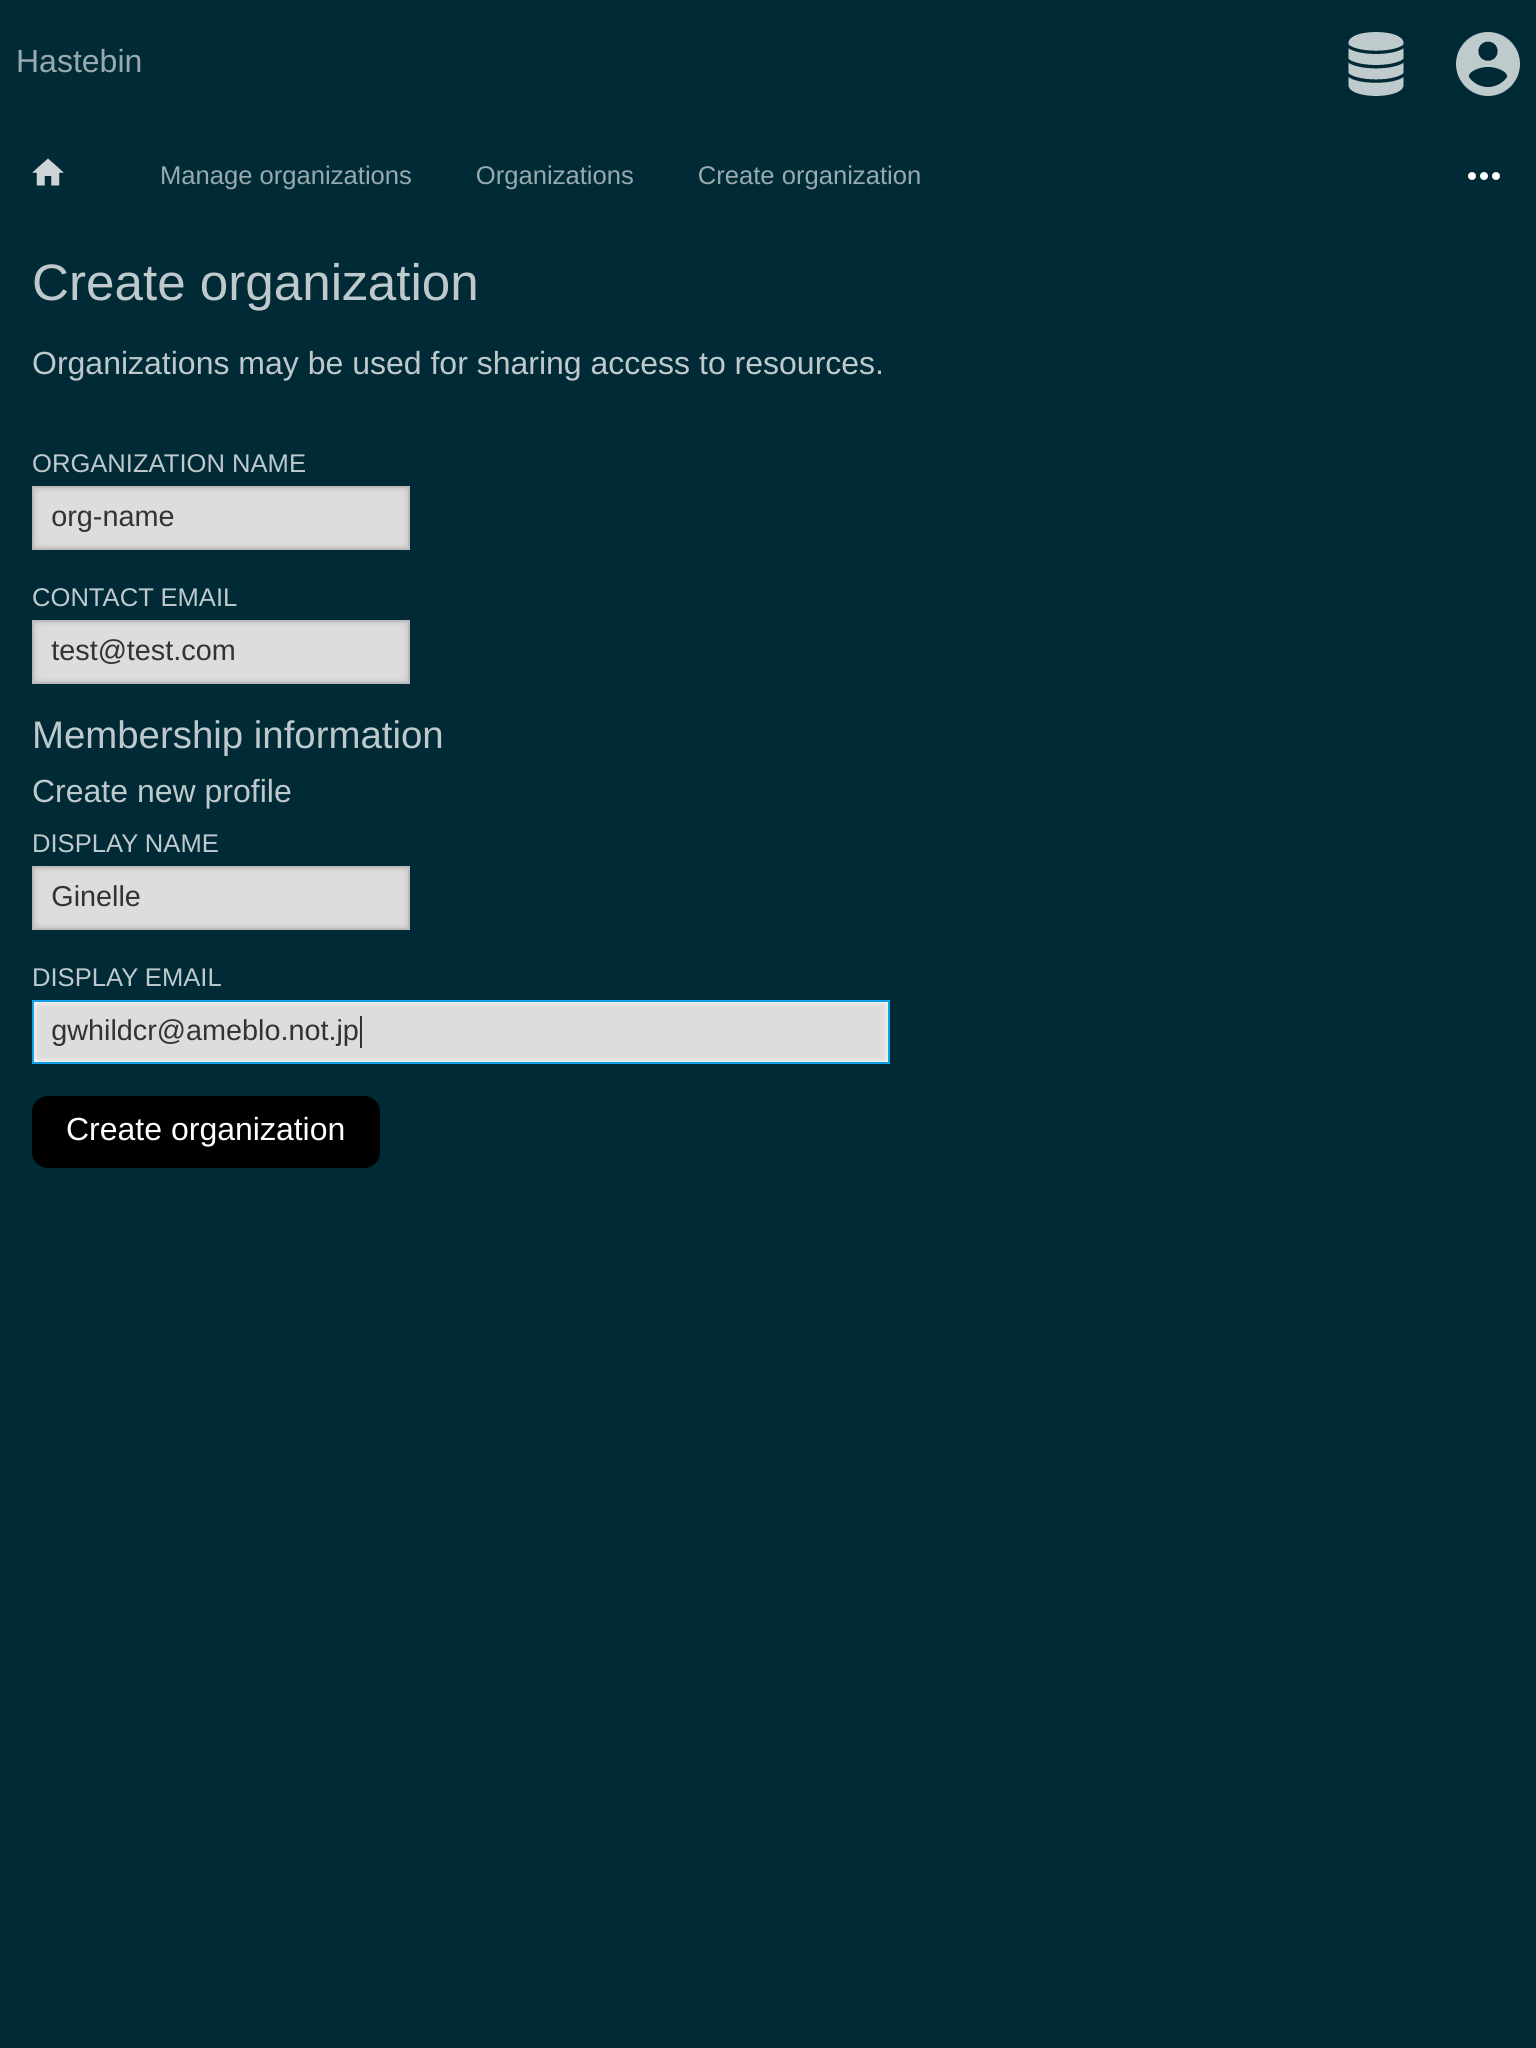 Hastebin
Manage organizations
Organizations
Create organization
Create organization
Organizations may be used for sharing access to resources.
ORGANIZATION NAME
org-name
CONTACT EMAIL
test@test.com
Membership information
Create new profile
DISPLAY NAME
Ginelle
DISPLAY EMAIL
gwhildcr@ameblo.not.jp
Create organization